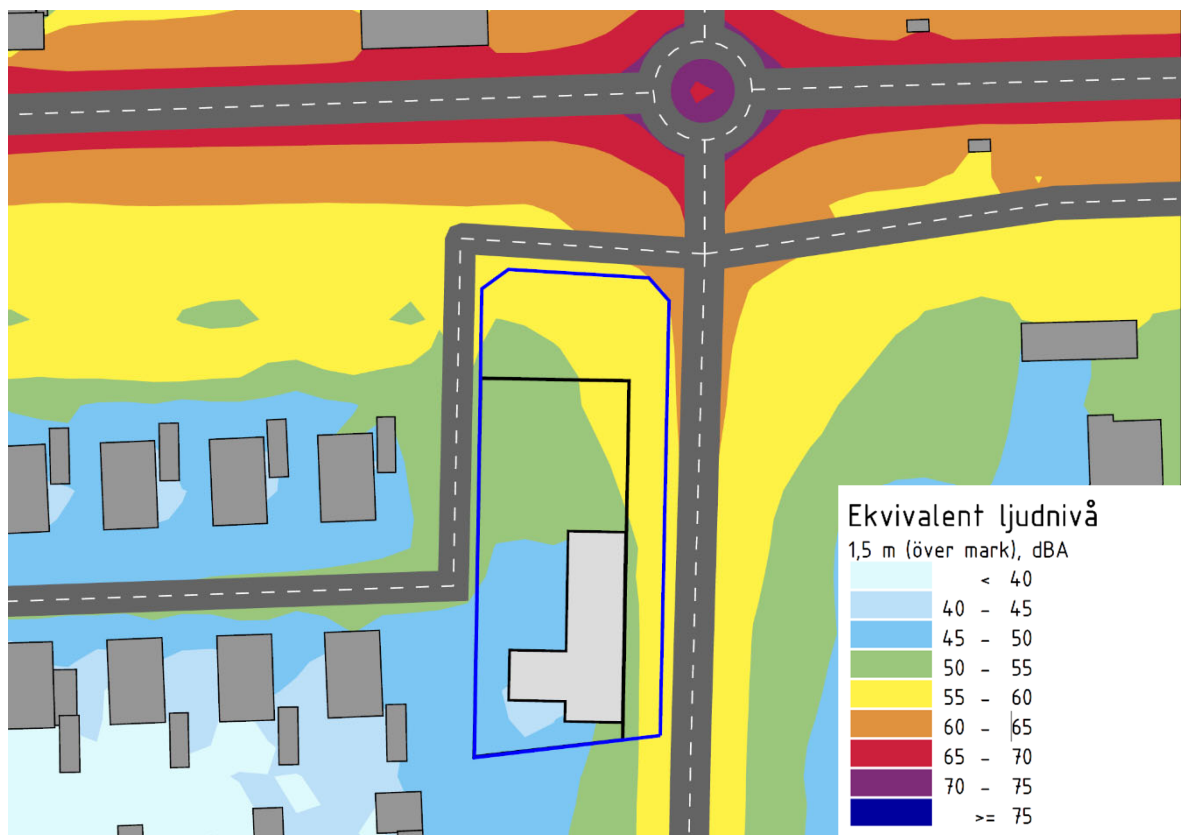 Ekvivalent ljudnivå
1,5 m (över mark), dBA
< 40
40 - 45
45 - 50
50 - 55
55 - 60
60 - 65
65 - 70
70 - 75
>= 75